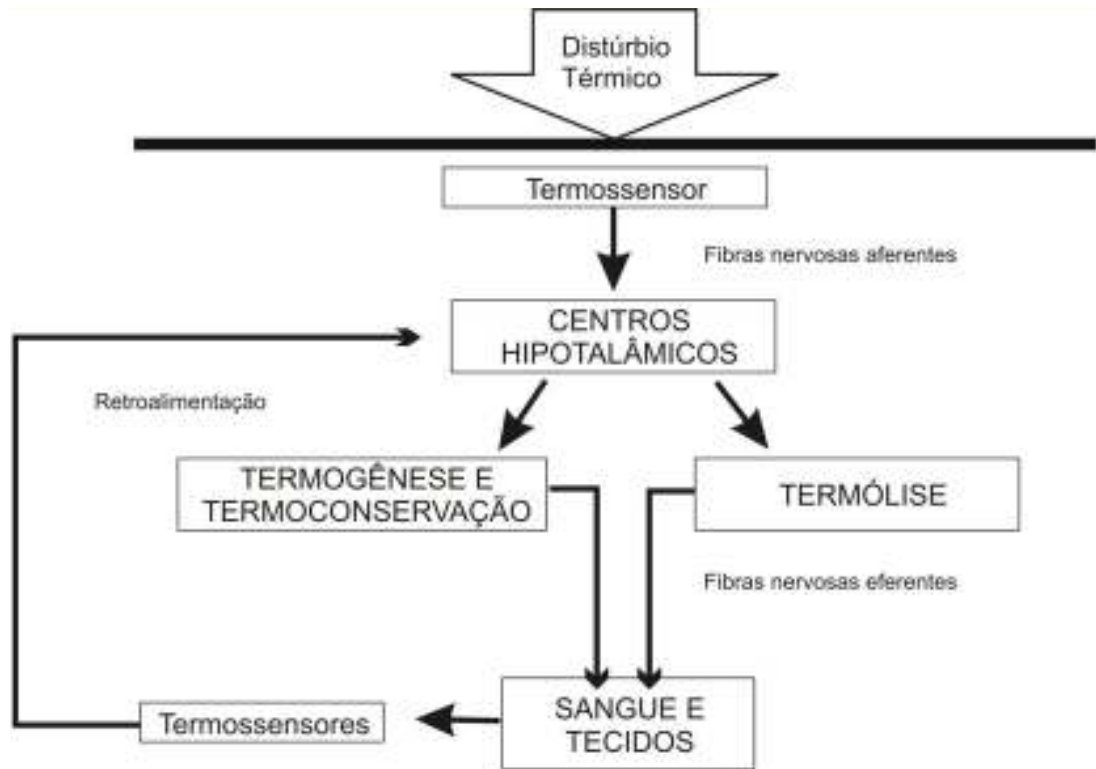 Distúrbio
Térmico
Termossensor
Fibras nervosas aferentes
CENTROS
HIPOTALÂMICOS
Retroalimentação
TERMOGÊNESE E
TERMOCONSERVAÇÃO
TERMÓLISE
Fibras nervosas eferentes
SANGUE E
TECIDOS
Termossensores